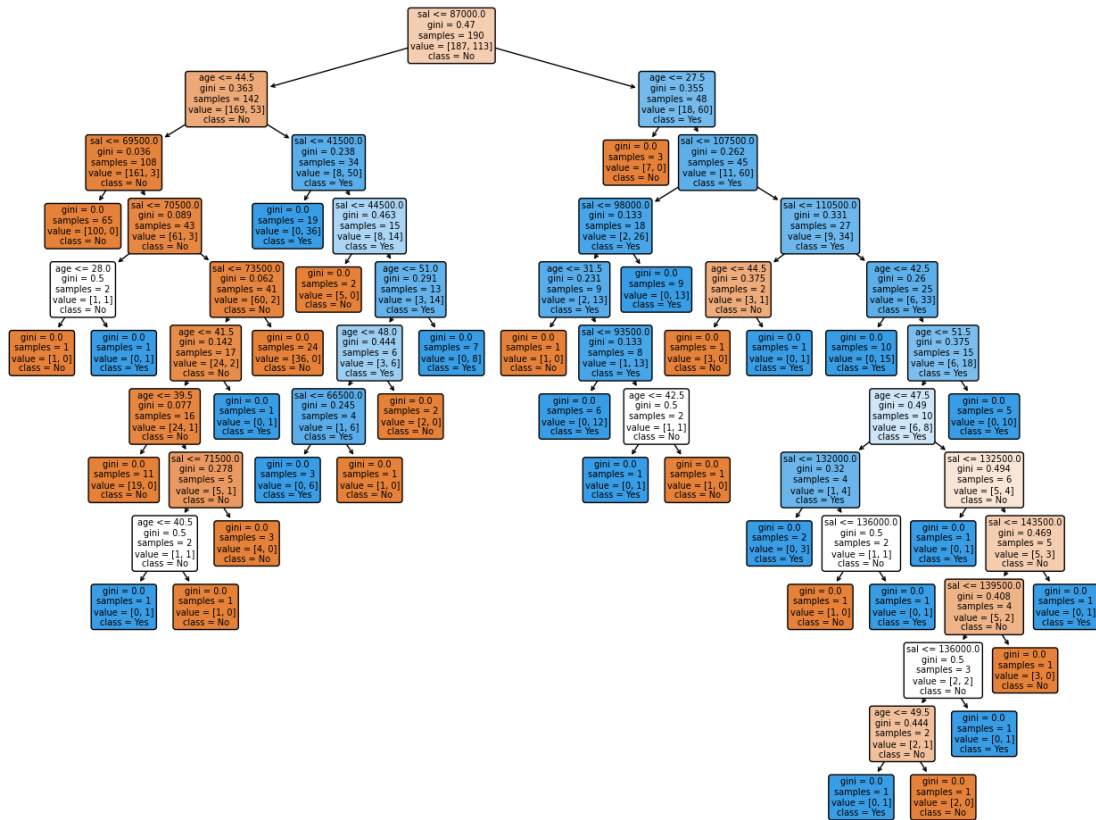 sal <= 87000.0
gini = 0.47
samples = 190
value = [187, 113]
class = No
age <= 44.5
gini = 0.363
samples = 142
value = [169, 53]
class = No
age <= 27.5
gini = 0.355
samples = 48
value = [18, 60]
class = Yes
sal <= 69500.0
gini = 0.036
samples = 108
value = [161, 3]
class = No
sal <= 41500.0
gini = 0.238
samples = 34
value = [8, 50]
class = Yes
gini = 0.0
samples = 3
value = [7, 0]
class = No
sal <= 107500.0
gini = 0.262
samples = 45
value = [11, 60]
class = Yes
gini = 0.0
samples = 65
value = [100, 0]
class = No
sal <= 70500.0
gini = 0.089
samples = 43
value = [61, 3]
class = No
gini = 0.0
samples = 19
value = [0, 36]
class = Yes
sal <= 44500.0
gini = 0.463
samples = 15
value = [8, 14]
class = Yes
sal <= 98000.0
gini = 0.133
samples = 18
value = [2, 26]
class = Yes
sal <= 110500.0
gini = 0.331
samples = 27
value = [9, 34]
class = Yes
age <= 28.0
gini = 0.5
samples = 2
value = [1, 1]
class = No
sal <= 73500.0
gini = 0.062
samples = 41
value = [60, 2]
class = No
gini = 0.0
samples = 2
value = [5, 0]
class = No
age <= 51.0
gini = 0.291
samples = 13
value = [3, 14]
class = Yes
age <= 31.5
gini = 0.231
samples = 9
value = [2, 13]
class = Yes
gini = 0.0
samples = 9
value = [0, 13]
class = Yes
age <= 44.5
gini = 0.375
samples = 2
value = [3, 1]
class = No
age <= 42.5
gini = 0.26
samples = 25
value = [6, 33]
class = Yes
gini = 0.0
samples = 1
value = [1, 0]
class = No
gini = 0.0
samples = 1
value = [0, 1]
class = Yes
age <= 41.5
gini = 0.142
samples = 17
value = [24, 2]
class = No
gini = 0.0
samples = 24
value = [36, 0]
class = No
age <= 48.0
gini = 0.444
samples = 6
value = [3, 6]
class = Yes
gini = 0.0
samples = 7
value = [0, 8]
class = Yes
gini = 0.0
samples = 1
value = [1, 0]
class = No
sal <= 93500.0
gini = 0.133
samples = 8
value = [1, 13]
class = Yes
gini = 0.0
samples = 1
value = [3, 0]
class = No
gini = 0.0
samples = 1
value = [0, 1]
class = Yes
gini = 0.0
samples = 10
value = [0, 15]
class = Yes
age <= 51.5
gini = 0.375
samples = 15
value = [6, 18]
class = Yes
age <= 39.5
gini = 0.077
samples = 16
value = [24, 1]
class = No
gini = 0.0
samples = 1
value = [0, 1]
class = Yes
sal <= 66500.0
gini = 0.245
samples = 4
value = [1, 6]
class = Yes
gini = 0.0
samples = 2
value = [2, 0]
class = No
gini = 0.0
samples = 6
value = [0, 12]
class = Yes
age <= 42.5
gini = 0.5
samples = 2
value = [1, 1]
class = No
age <= 47.5
gini = 0.49
samples = 10
value = [6, 8]
class = Yes
gini = 0.0
samples = 5
value = [0, 10]
class = Yes
gini = 0.0
samples = 11
value = [19, 0]
class = No
sal <= 71500.0
gini = 0.278
samples = 5
value = [5, 1]
class = No
gini = 0.0
samples = 3
value = [0, 6]
class = Yes
gini = 0.0
samples = 1
value = [1, 0]
class = No
gini = 0.0
samples = 1
value = [0, 1]
class = Yes
gini = 0.0
samples = 1
value = [1, 0]
class = No
sal <= 132000.0
gini = 0.32
samples = 4
value = [1, 4]
class = Yes
sal <= 132500.0
gini = 0.494
samples = 6
value = [5, 4]
class = No
age <= 40.5
gini = 0.5
samples = 2
value = [1, 1]
class = No
gini = 0.0
samples = 3
value = [4, 0]
class = No
gini = 0.0
samples = 2
value = [0, 3]
class = Yes
sal <= 136000.0
gini = 0.5
samples = 2
value = [1, 1]
class = No
gini = 0.0
samples = 1
value = [0, 1]
class = Yes
sal <= 143500.0
gini = 0.469
samples = 5
value = [5, 3]
class = No
gini = 0.0
samples = 1
value = [0, 1]
class = Yes
gini = 0.0
samples = 1
value = [1, 0]
class = No
gini = 0.0
samples = 1
value = [1, 0]
class = No
gini = 0.0
samples = 1
value = [0, 1]
class = Yes
sal <= 139500.0
gini = 0.408
samples = 4
value = [5, 2]
class = No
gini = 0.0
samples = 1
value = [0, 1]
class = Yes
sal <= 136000.0
gini = 0.5
samples = 3
value = [2, 2]
class = No
gini = 0.0
samples = 1
value = [3, 0]
class = No
age <= 49.5
gini = 0.444
samples = 2
value = [2, 1]
class = No
gini = 0.0
samples = 1
value = [0, 1]
class = Yes
gini = 0.0
samples = 1
value = [0, 1]
class = Yes
gini = 0.0
samples = 1
value = [2, 0]
class = No